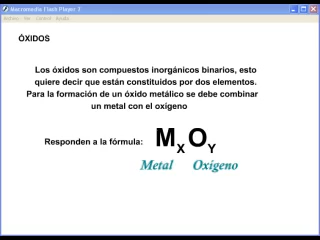 Macromedia Flash Player 7
Archivo Ver Control Ayuda
ÓXIDOS
Los óxidos son compuestos inorgánicos binarios, esto
quiere decir que están constituidos por dos elementos.
Para la formación de un óxido metálico se debe combinar
un metal con el oxígeno
Responden a la fórmula: MXOY
Metal Oxígeno